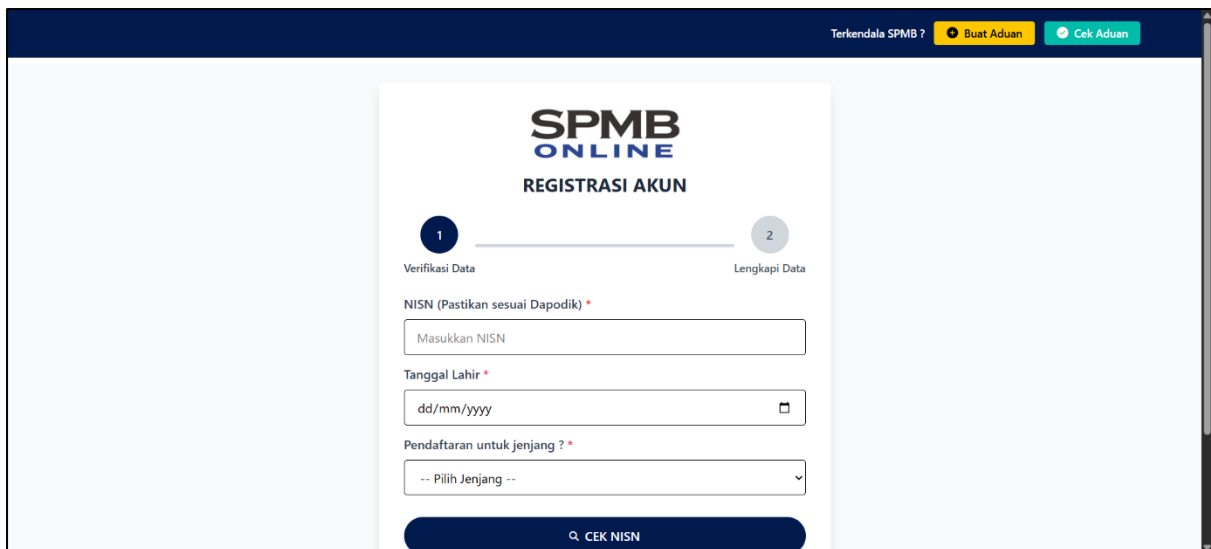 Terkendala SPMB ? Buat Aduan Cek Aduan
SPMB
ONLINE
REGISTRASI AKUN
1 2
Verifikasi Data Lengkapi Data
NISN (Pastikan sesuai Dapodik) *
Masukkan NISN
Tanggal Lahir *
dd/mm/yyyy
Pendaftaran untuk jenjang ? *
-- Pilih Jenjang --
CEK NISN